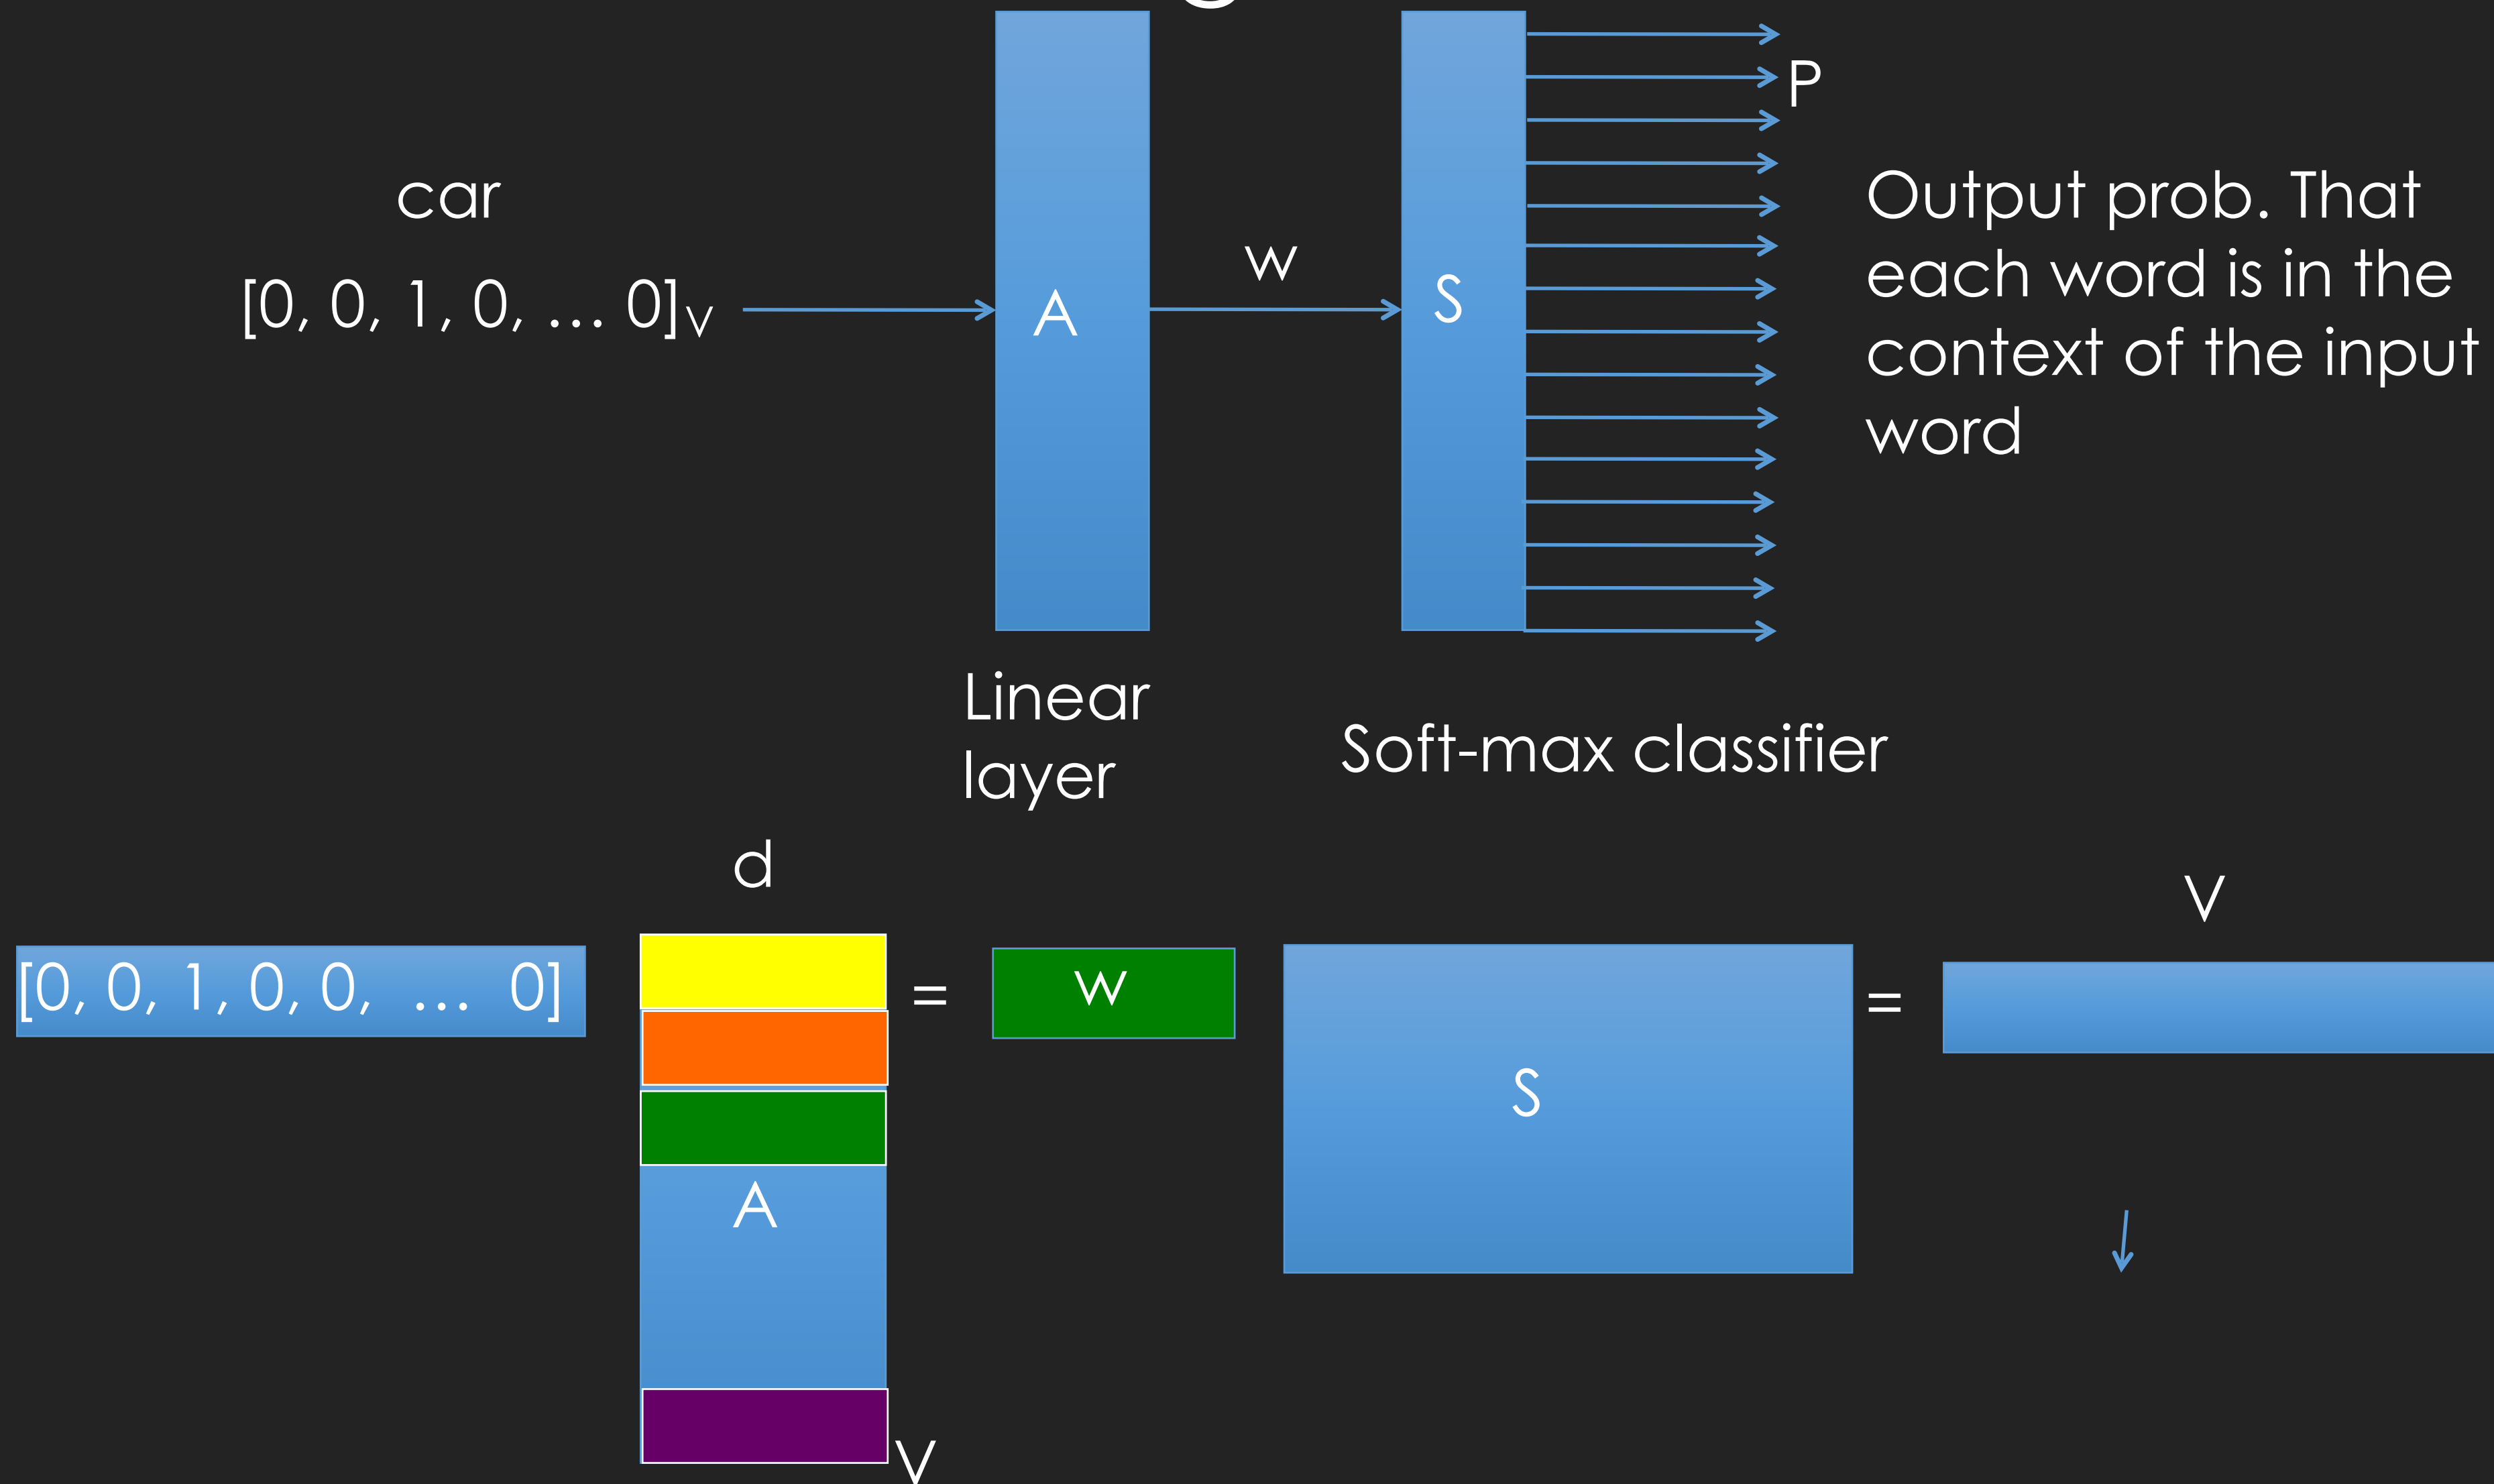 P
car
[0, 0, 1, 0, ... 0]v
A
w
S
Output prob. That
each word is in the
context of the input
word
Linear
layer
Soft-max classifier
d
V
[0, 0, 1, 0, 0, ... 0]
=
w
=
S
A
V